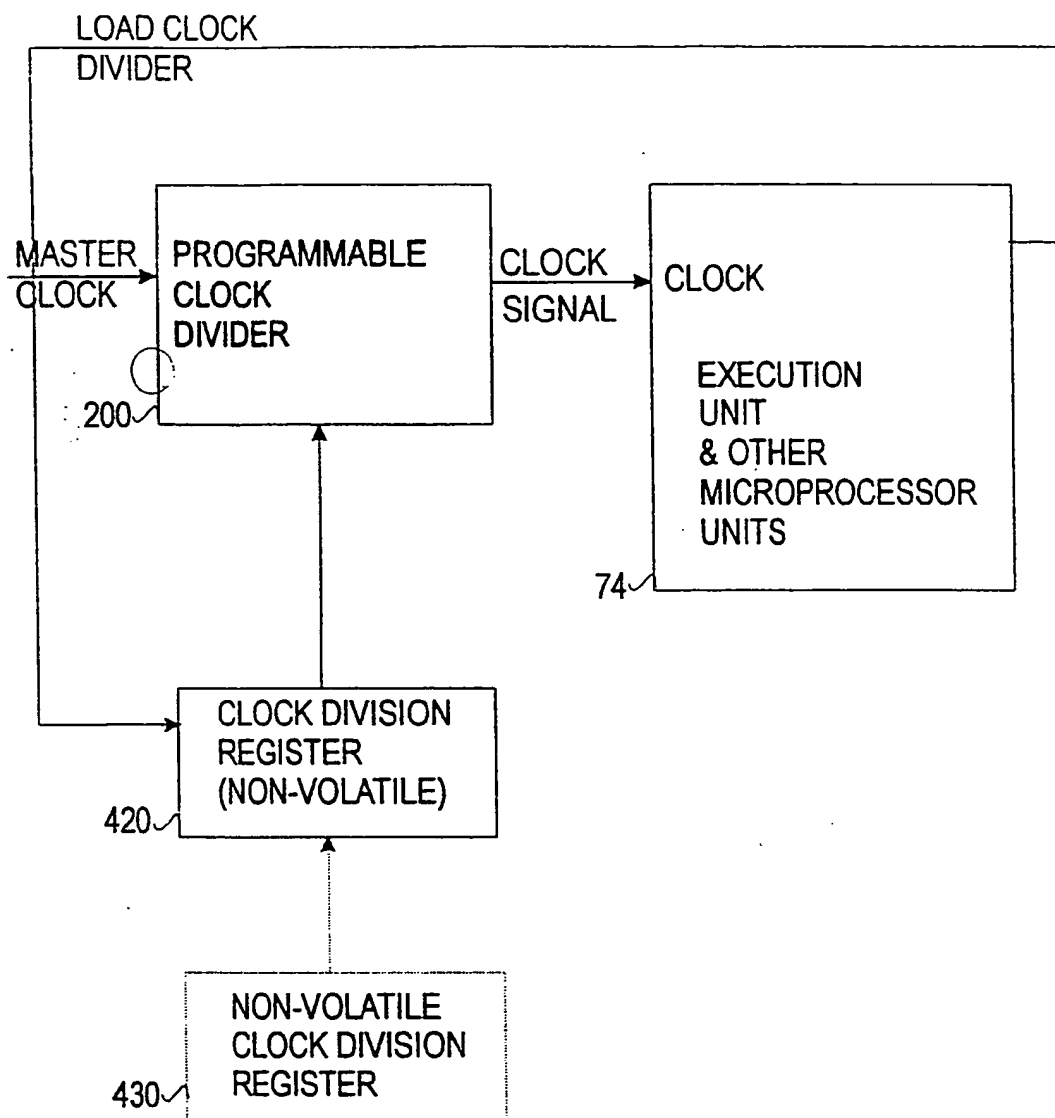 LOAD CLOCK
DIVIDER
MASTER
CLOCK
PROGRAMMABLE
CLOCK
DIVIDER
200
CLOCK
SIGNAL
CLOCK
EXECUTION
UNIT
& OTHER
MICROPROCESSOR
UNITS
74
CLOCK DIVISION
REGISTER
(NON-VOLATILE)
420
NON-VOLATILE
CLOCK DIVISION
REGISTER
430